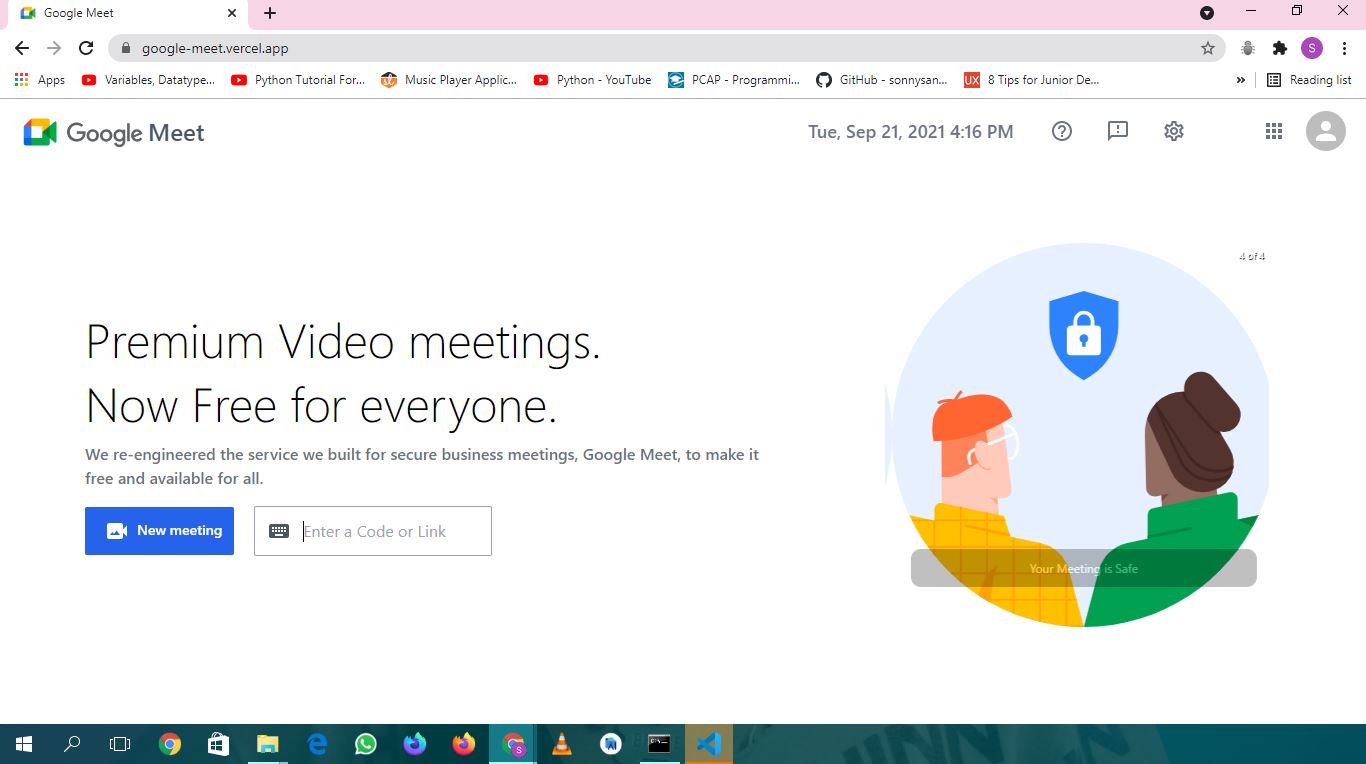 Google Meet
google-meet.vercel.app
S
Apps
Variables, Datatype...
Python Tutorial For...
Music Player Applic...
Python - YouTube
PCAP - Programmi...
GitHub - sonnysan...
UX
8 Tips for Junior De...
»
Reading list
Google Meet
Tue, Sep 21, 2021 4:16 PM
4 of 4
Premium Video meetings.
Now Free for everyone.
We re-engineered the service we built for secure business meetings, Google Meet, to make it
free and available for all.
New meeting
Enter a Code or Link
Your Meeting is Safe
S